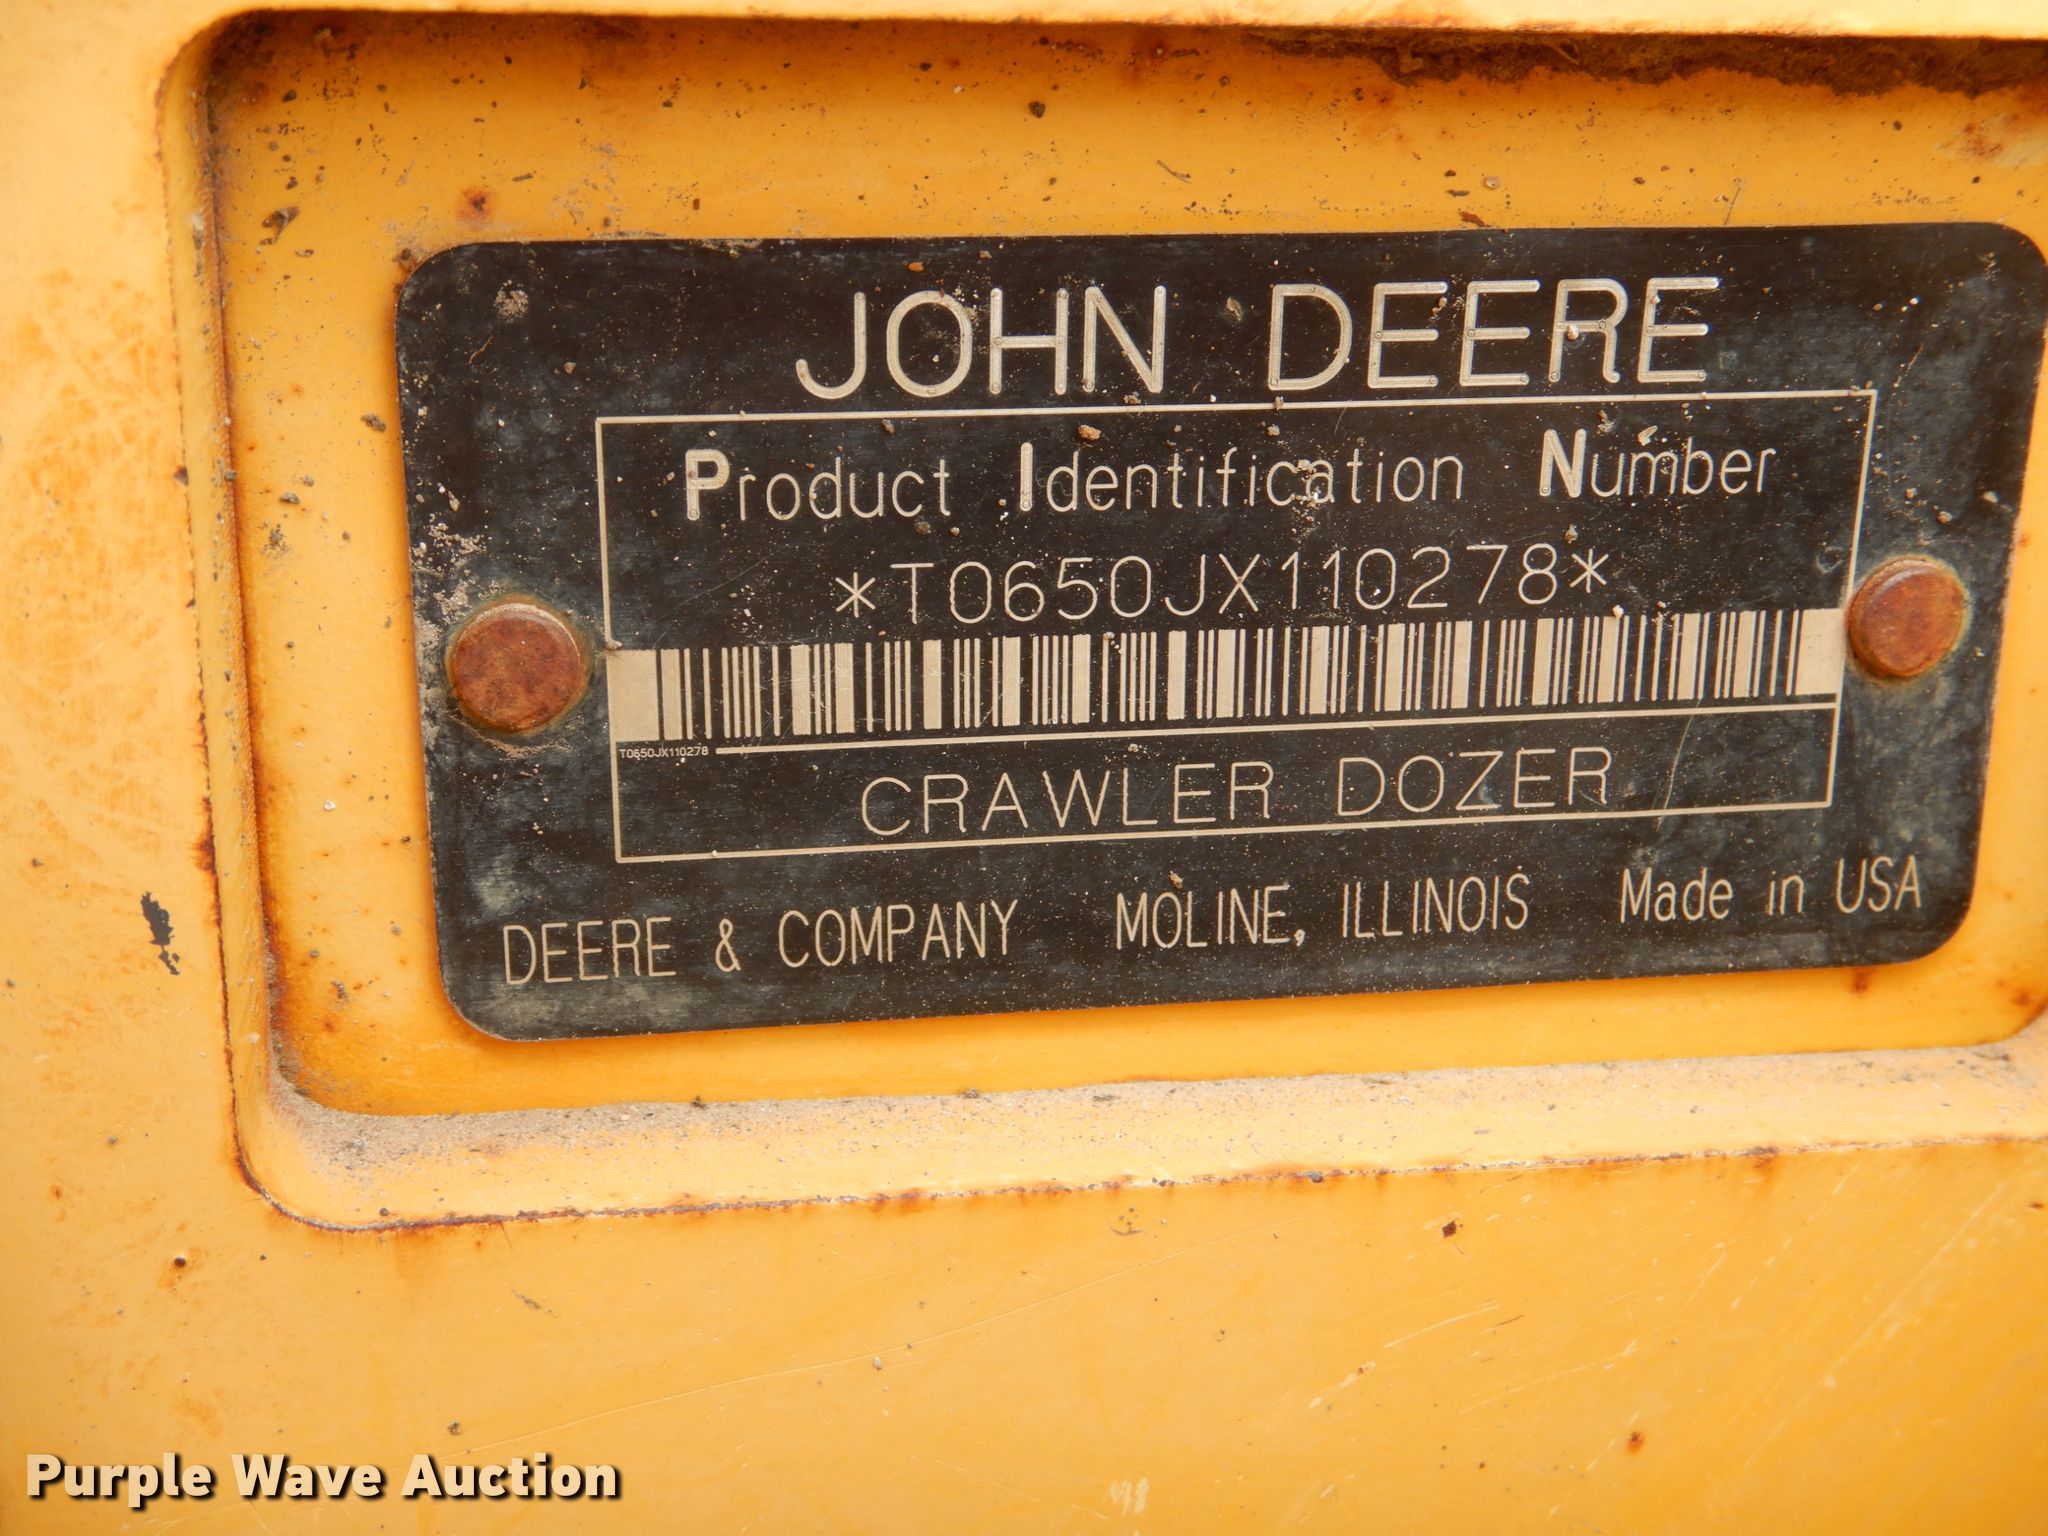 JOHN DEERE
Product Identification Number
*T0650JX110278*
T0650JX110278
CRAWLER DOZER
DEERE & COMPANY MOLINE, ILLINOIS Made in USA
Purple Wave Auction